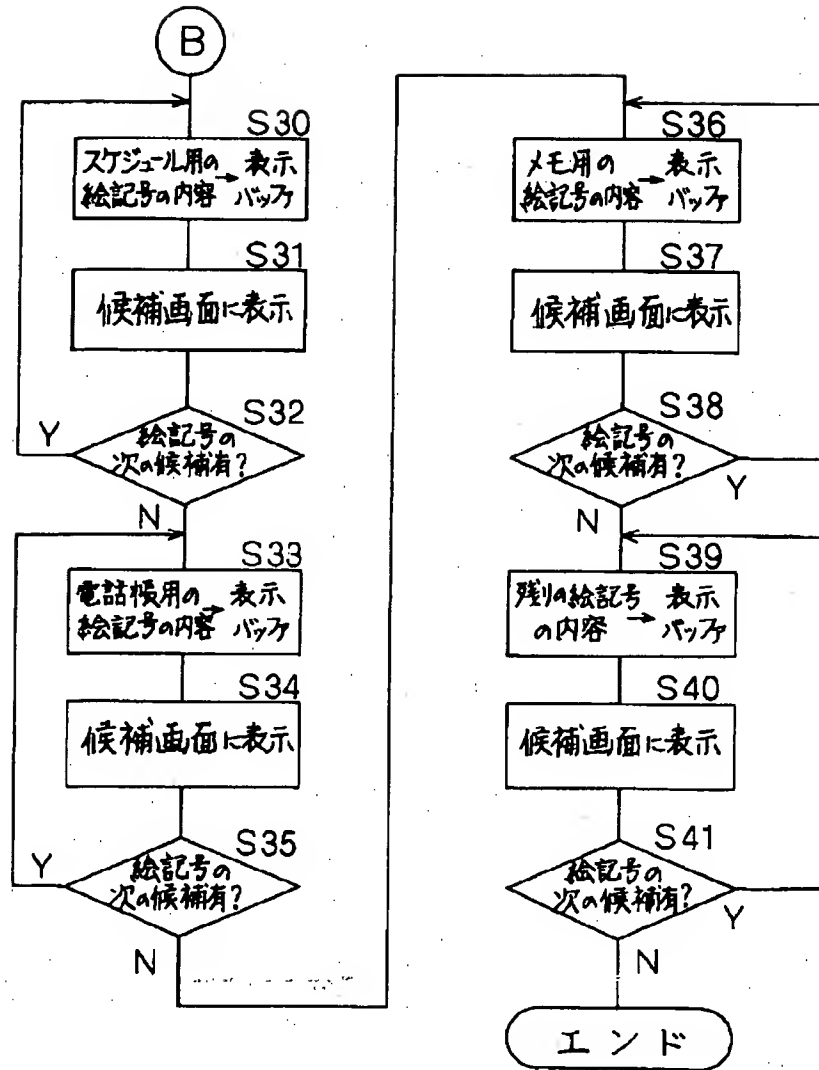 B
S30
スケジュール用の 表示
絵記号の内容 → バッファ
S31
候補画面に表示
S32
絵記号の
次の候補有?
Y
N
S33
電話帳用の 表示
絵記号の内容 → バッファ
S34
候補画面に表示
S35
絵記号の
次の候補有?
Y
N
S36
メモ用の 表示
絵記号の内容 → バッファ
S37
候補画面に表示
S38
絵記号の
次の候補有?
Y
N
S39
残りの絵記号 表示
の内容 → バッファ
S40
候補画面に表示
S41
絵記号の
次の候補有?
Y
N
エンド